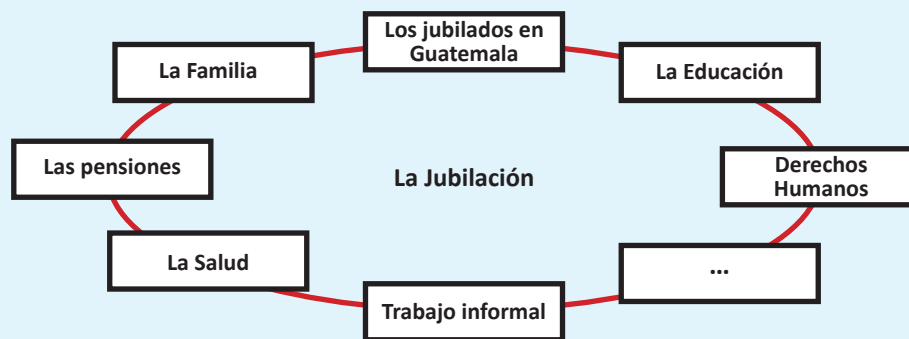 Los jubilados en
Guatemala
La Familia
La Educación
Las pensiones
La Jubilación
Derechos
Humanos
La Salud
...
Trabajo informal